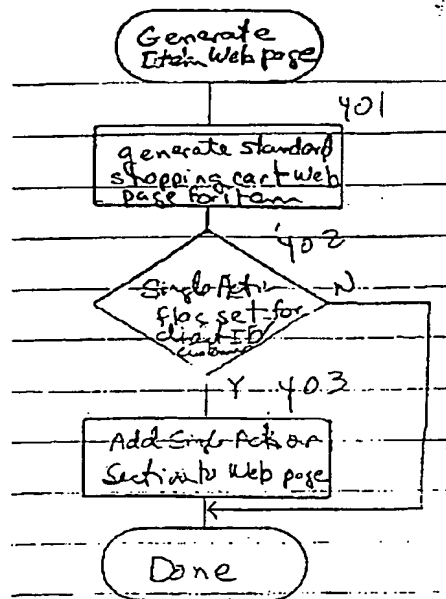 Generate
Item Web page
401
generate standard
shopping cart Web
page for item
402
Single-Action
flag set for
client ID
customer
N
Y 403
Add Single-Action
Section to Web page
Done